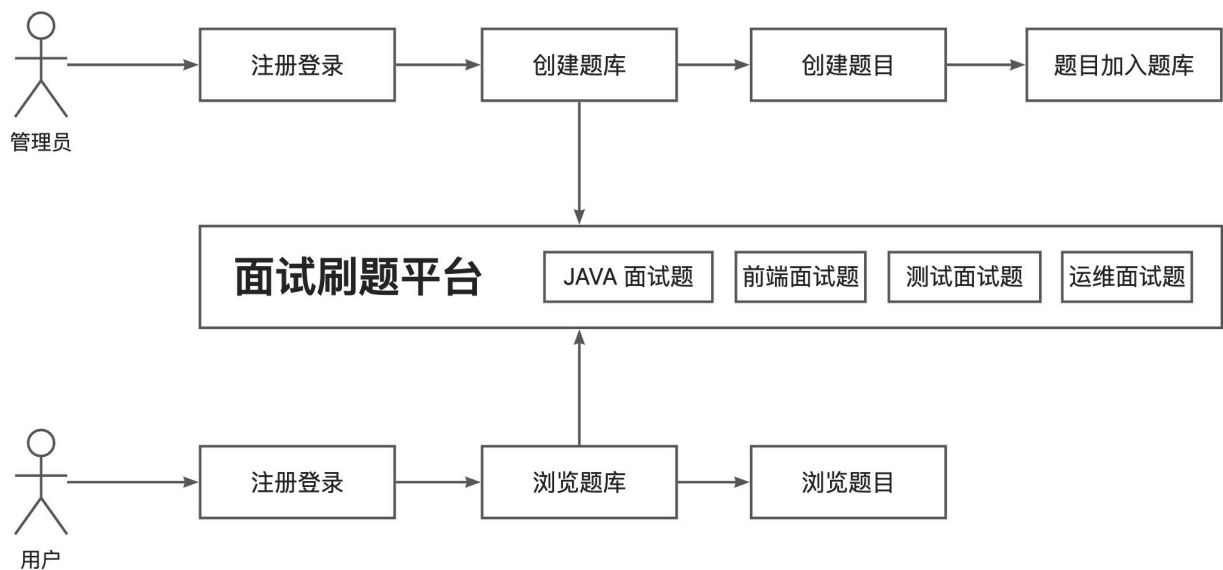 注册登录
创建题库
创建题目
题目加入题库
管理员
面试刷题平台
JAVA 面试题
前端面试题
测试面试题
运维面试题
注册登录
浏览题库
浏览题目
用户